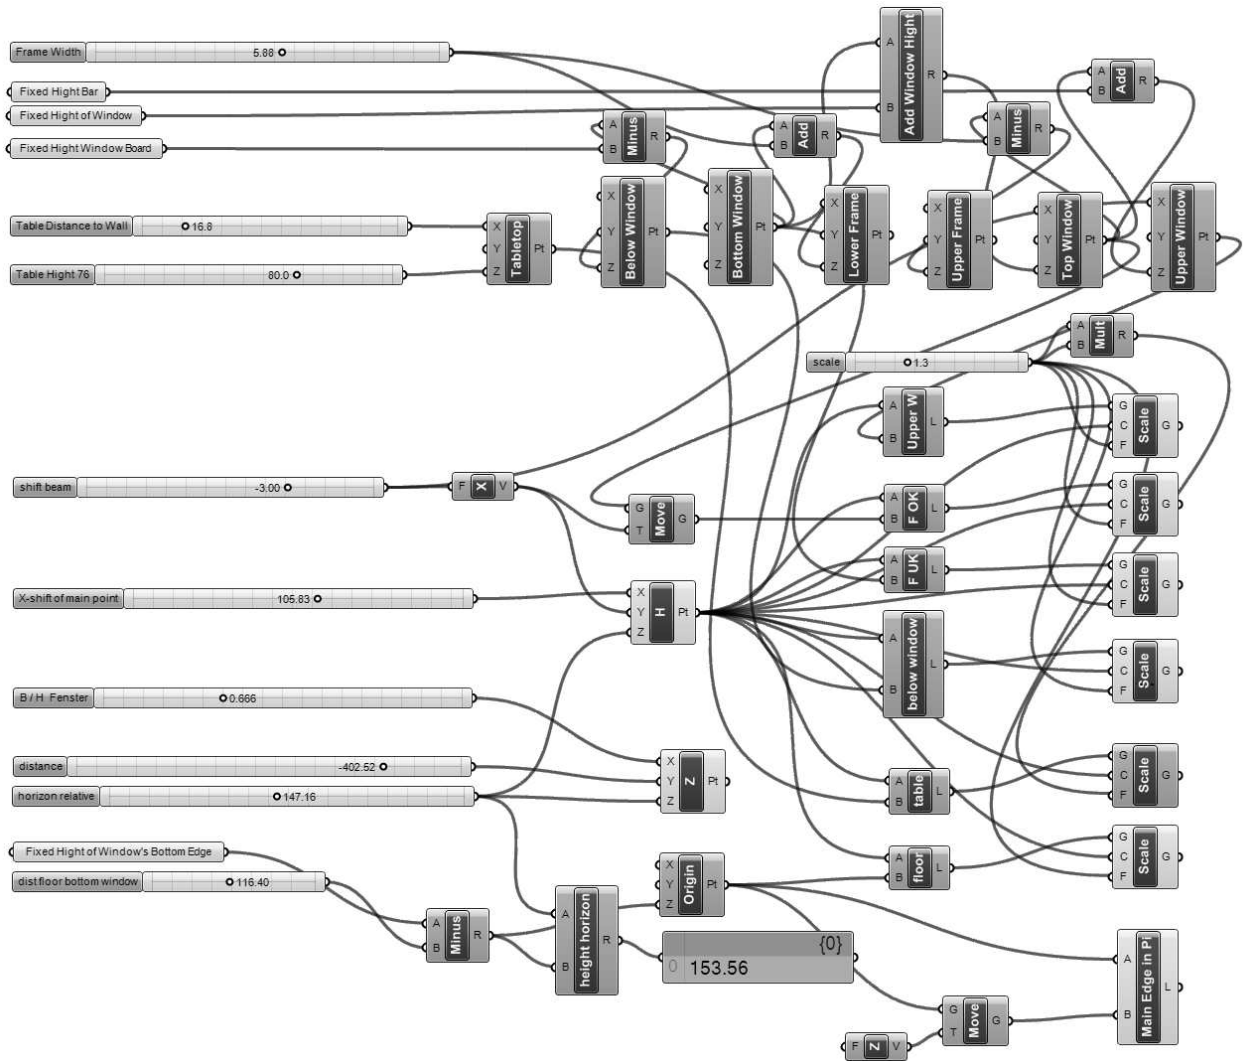 Frame Width 5.88
Fixed Hight Bar
Fixed Hight of Window
Fixed Hight Window Board
A B Minus R
A B Add R
A B Add Window Hight R
A B Minus R
A B Add R
Table Distance to Wall 16.8
Table Hight 76 80.0
X Y Z Tabletop Pt
X Y Z Below Window Pt
X Y Z Bottom Window Pt
X Y Z Lower Frame Pt
X Y Z Upper Frame Pt
X Y Z Top Window Pt
X Y Z Upper Window Pt
scale 1.3
A B Mult R
A B Upper W L
G C F Scale G
shift beam -3.00
F X V
G T Move G
A B F OK L
G C F Scale G
A B F UK L
G C F Scale G
X-shift of main point 105.83
X Y Z H Pt
A B below window L
G C F Scale G
B / H Fenster 0.666
distance -402.52
horizon relative 147.16
X Y Z Z Pt
A B table L
G C F Scale G
Fixed Hight of Window's Bottom Edge
dist floor bottom window 116.40
A B Minus R
A B height horizon R
X Y Z Origin Pt
A B floor L
G C F Scale G
{0}
0 153.56
F Z V
G T Move G
A B Main Edge in Pi L